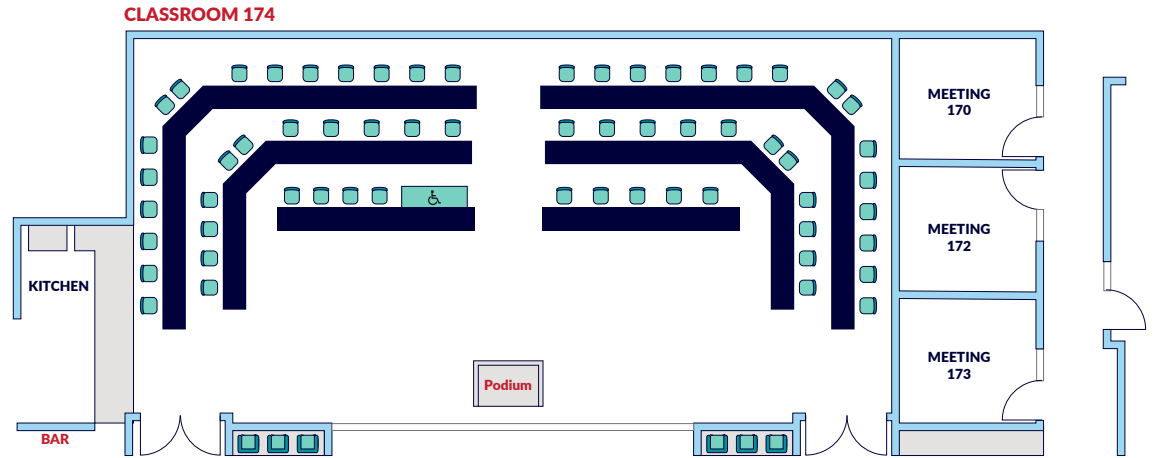 CLASSROOM 174
MEETING
170
MEETING
172
KITCHEN
MEETING
173
Podium
BAR